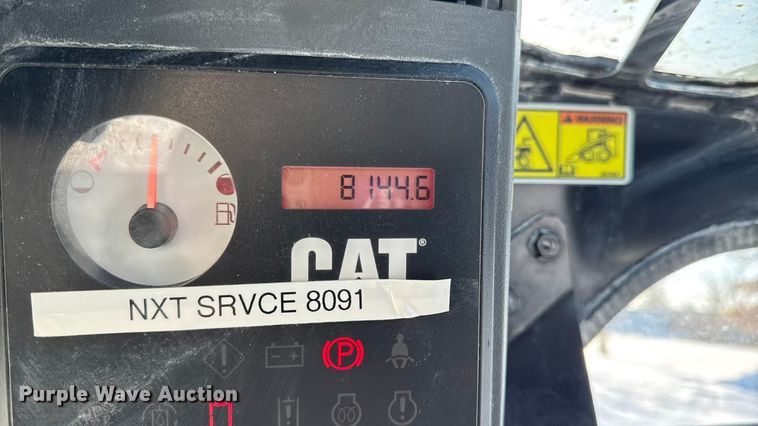 8144.6
WARNING
CAT®
NXT SRVCE 8091
P
Purple Wave Auction